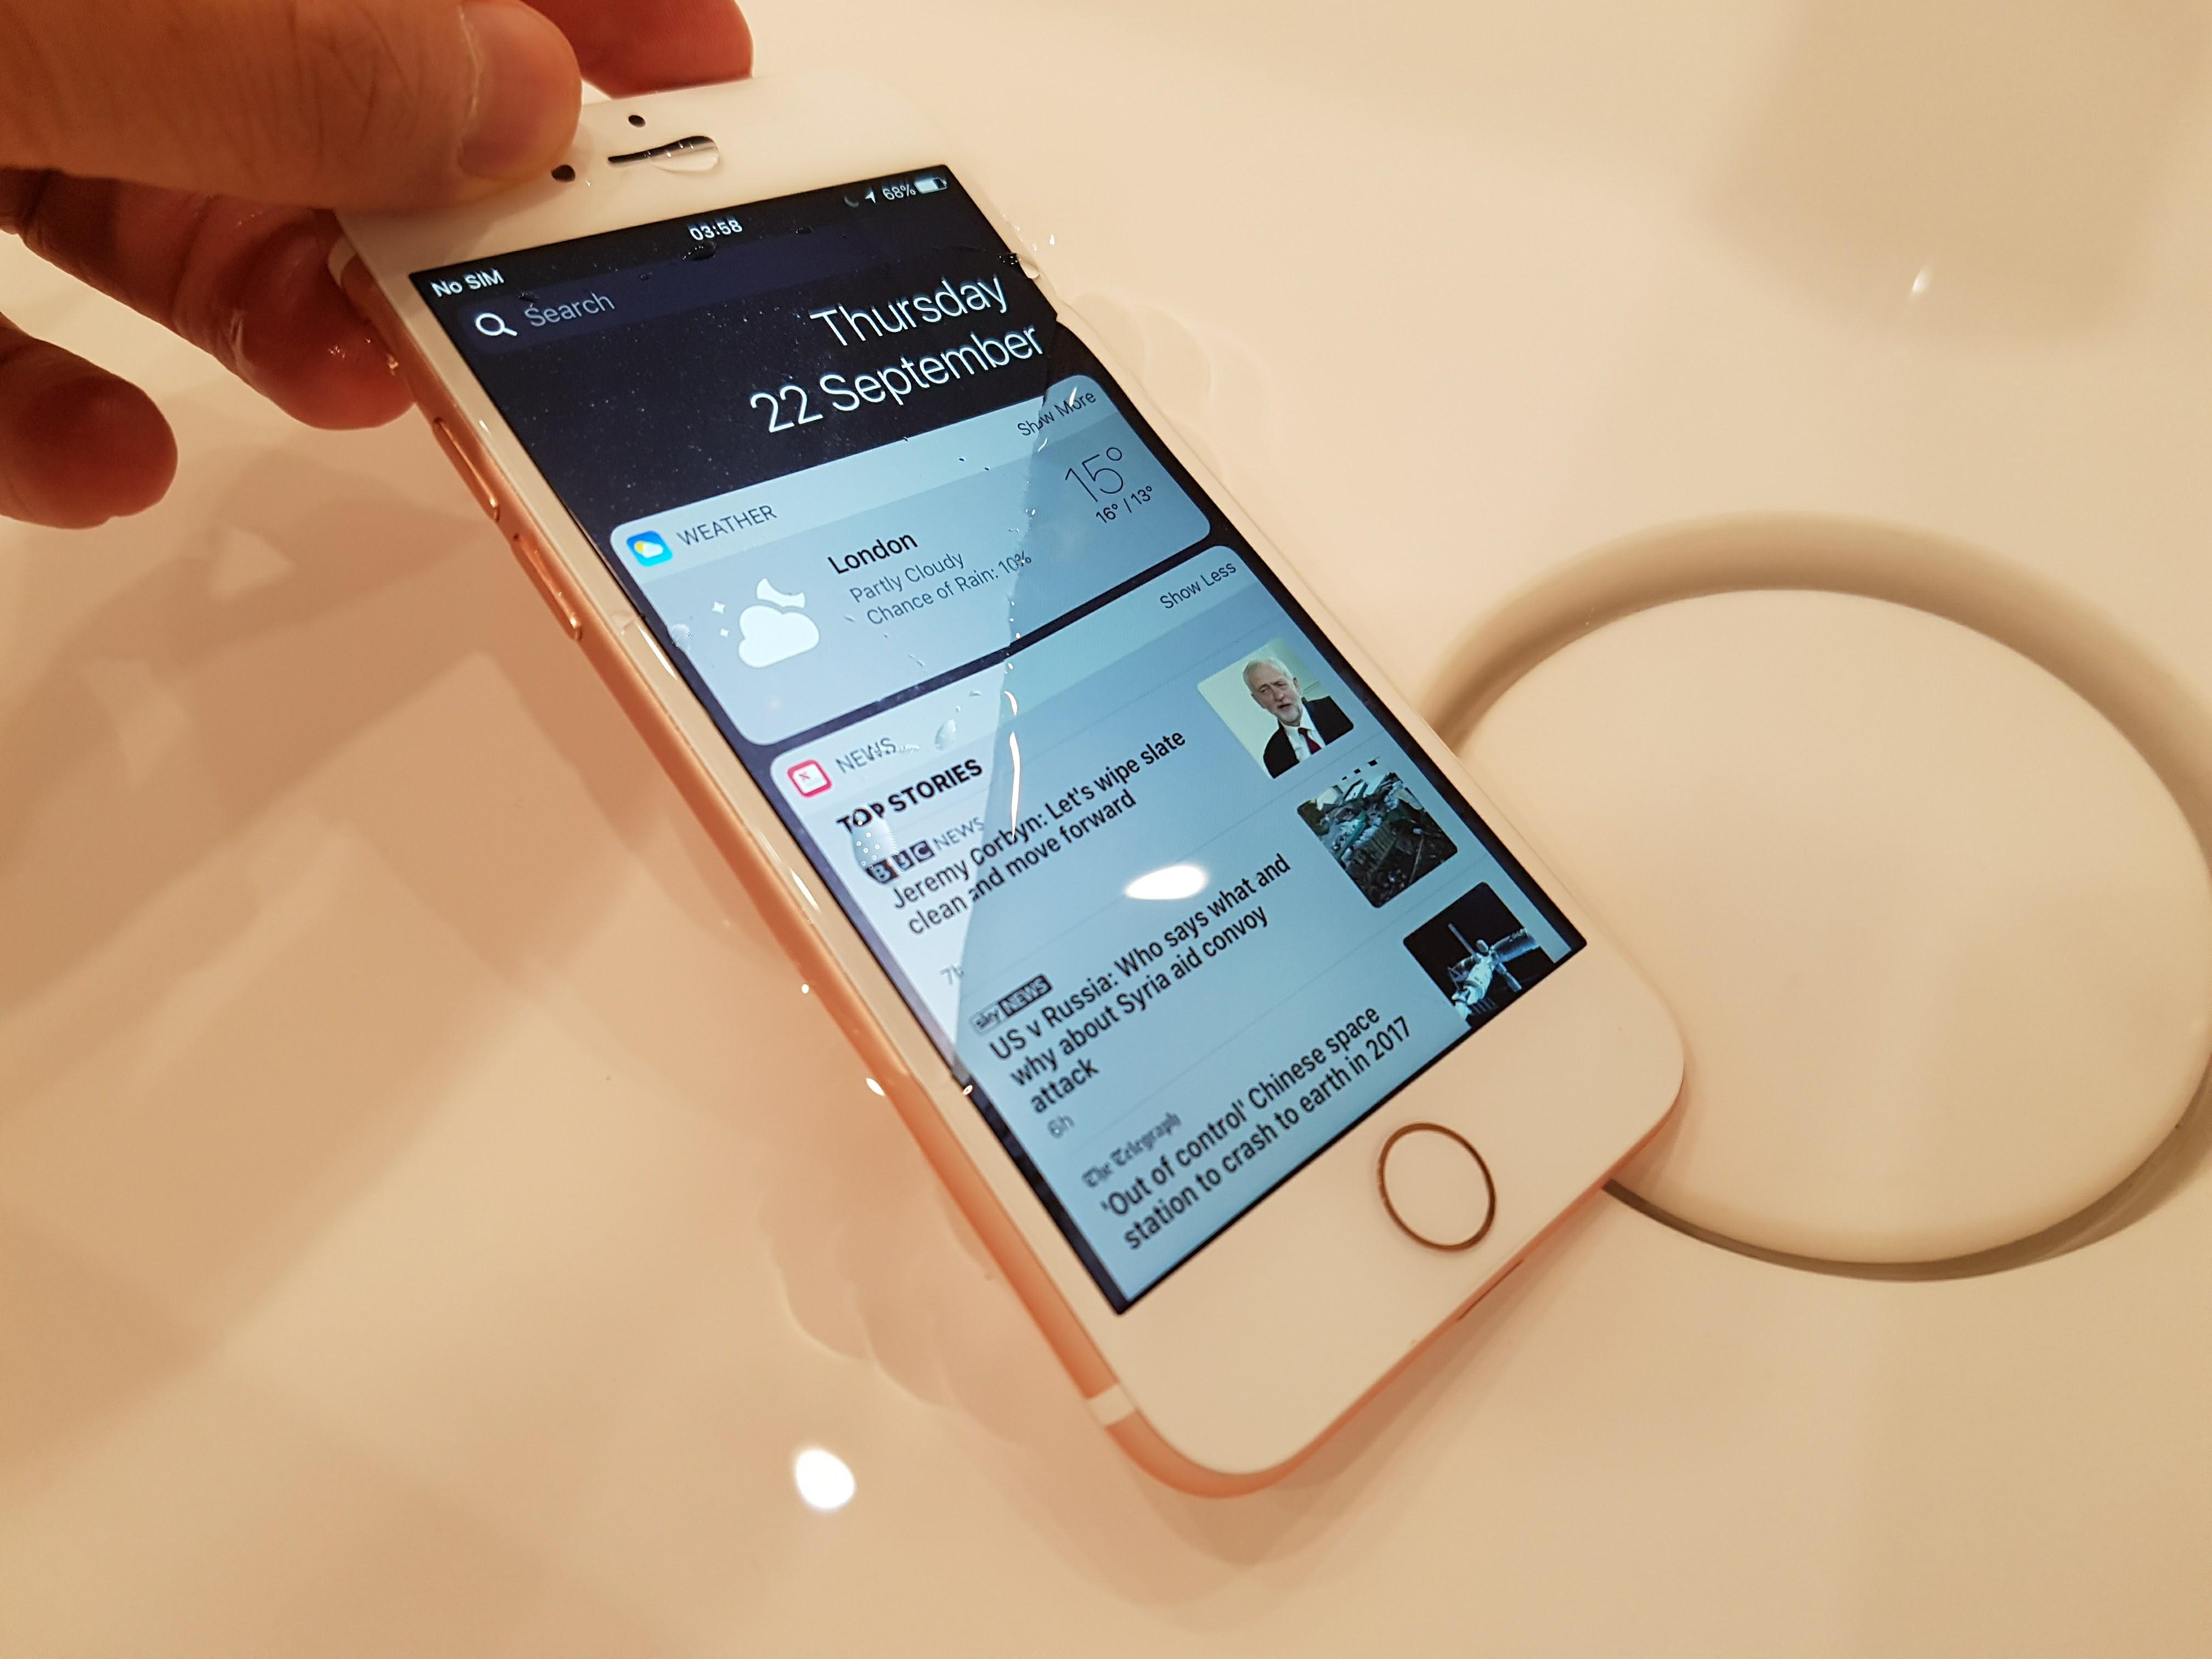 No SIM
03:58
68%
Search
Thursday
22 September
WEATHER
Show More
London
Partly Cloudy
Chance of Rain: 10%
15°
16° / 13°
NEWS
Show Less
TOP STORIES
BBC NEWS
Jeremy Corbyn: Let's wipe slate
clean and move forward
7h
sky NEWS
US v Russia: Who says what and
why about Syria aid convoy
attack
6h
The Telegraph
'Out of control' Chinese space
station to crash to earth in 2017